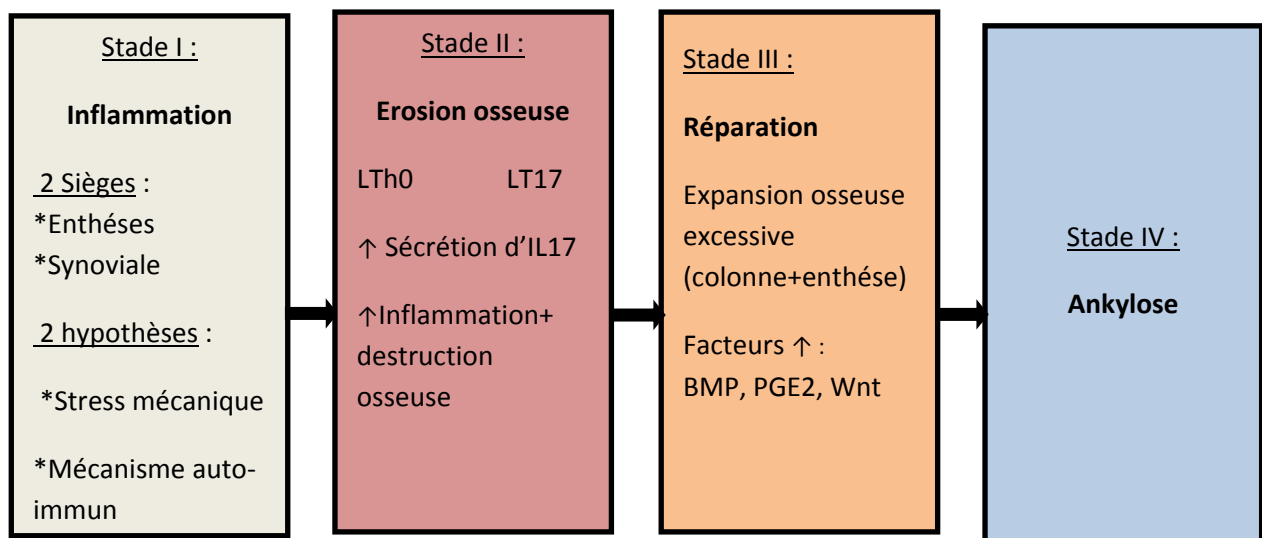 Stade I :
Inflammation
2 Sièges :
*Enthéses
*Synoviale
2 hypothèses :
*Stress mécanique
*Mécanisme auto-
immun
Stade II :
Erosion osseuse
LTh0 LT17
↑ Sécrétion d’IL17
↑Inflammation+
destruction
osseuse
Stade III :
Réparation
Expansion osseuse
excessive
(colonne+enthése)
Facteurs ↑ :
BMP, PGE2, Wnt
Stade IV :
Ankylose